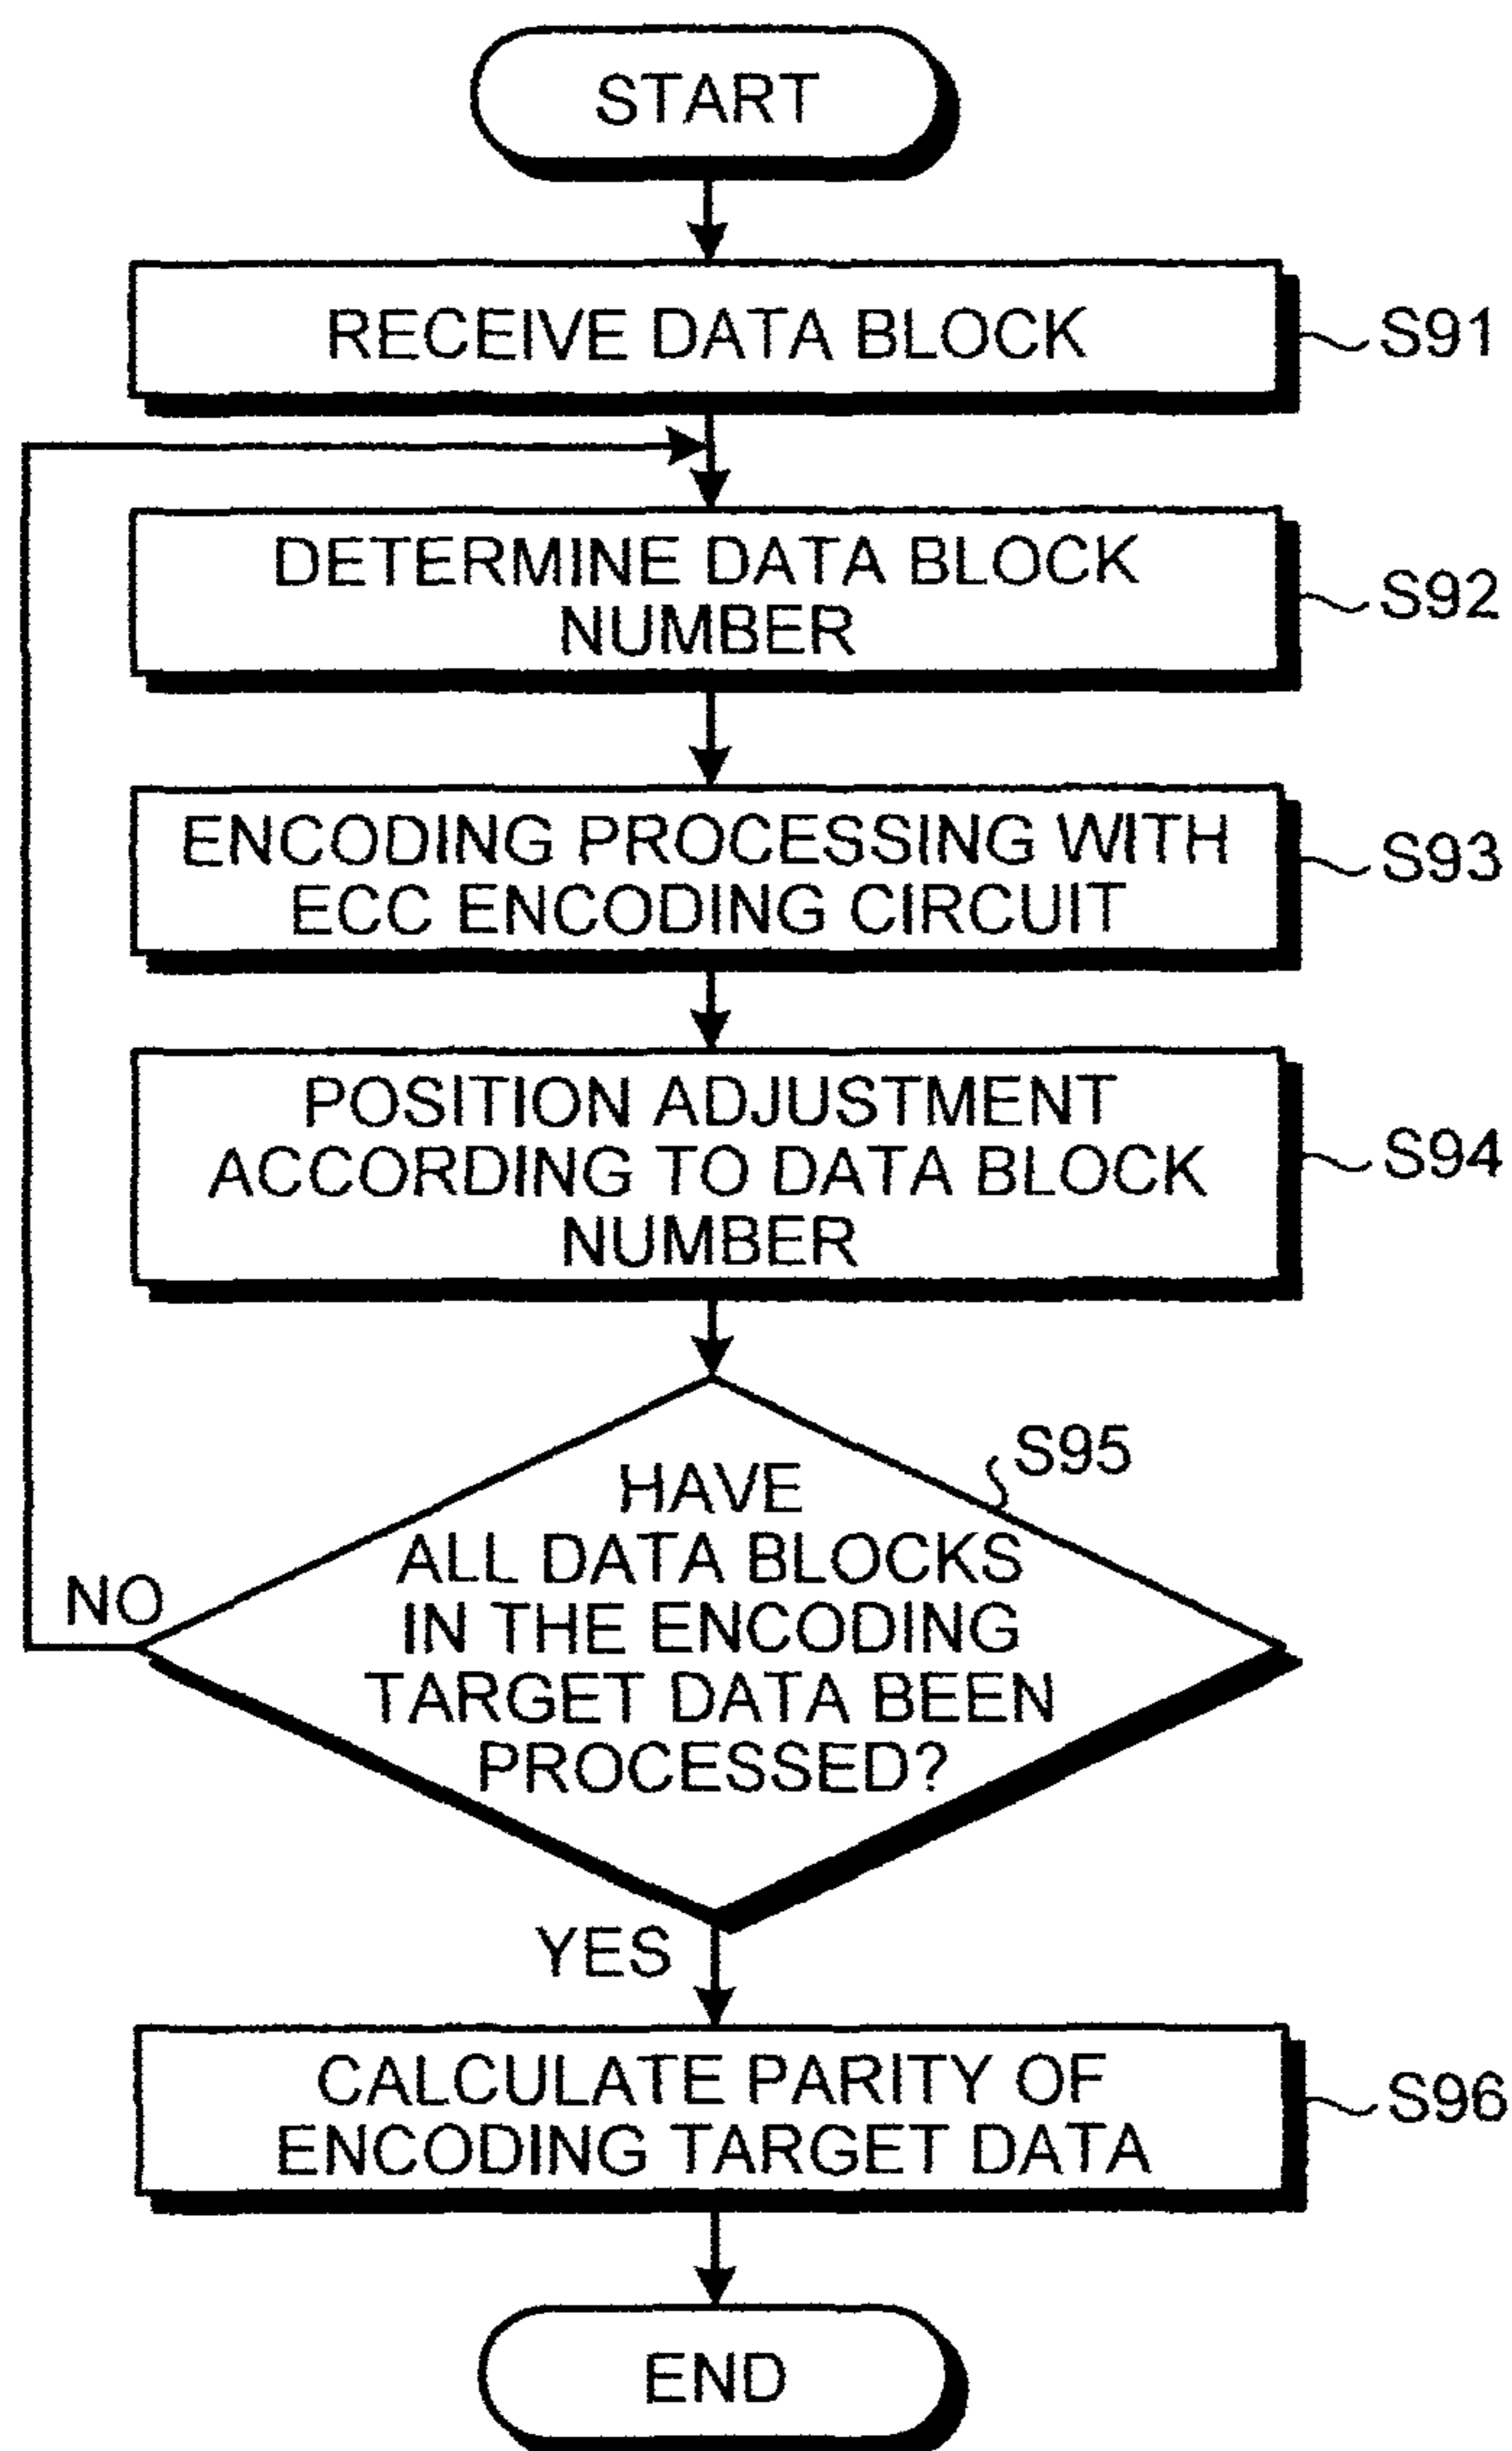 START
RECEIVE DATA BLOCK
S91
DETERMINE DATA BLOCK
NUMBER
S92
ENCODING PROCESSING WITH
ECC ENCODING CIRCUIT
S93
POSITION ADJUSTMENT
ACCORDING TO DATA BLOCK
NUMBER
S94
S95
HAVE
ALL DATA BLOCKS
IN THE ENCODING
TARGET DATA BEEN
PROCESSED?
NO
YES
CALCULATE PARITY OF
ENCODING TARGET DATA
S96
END